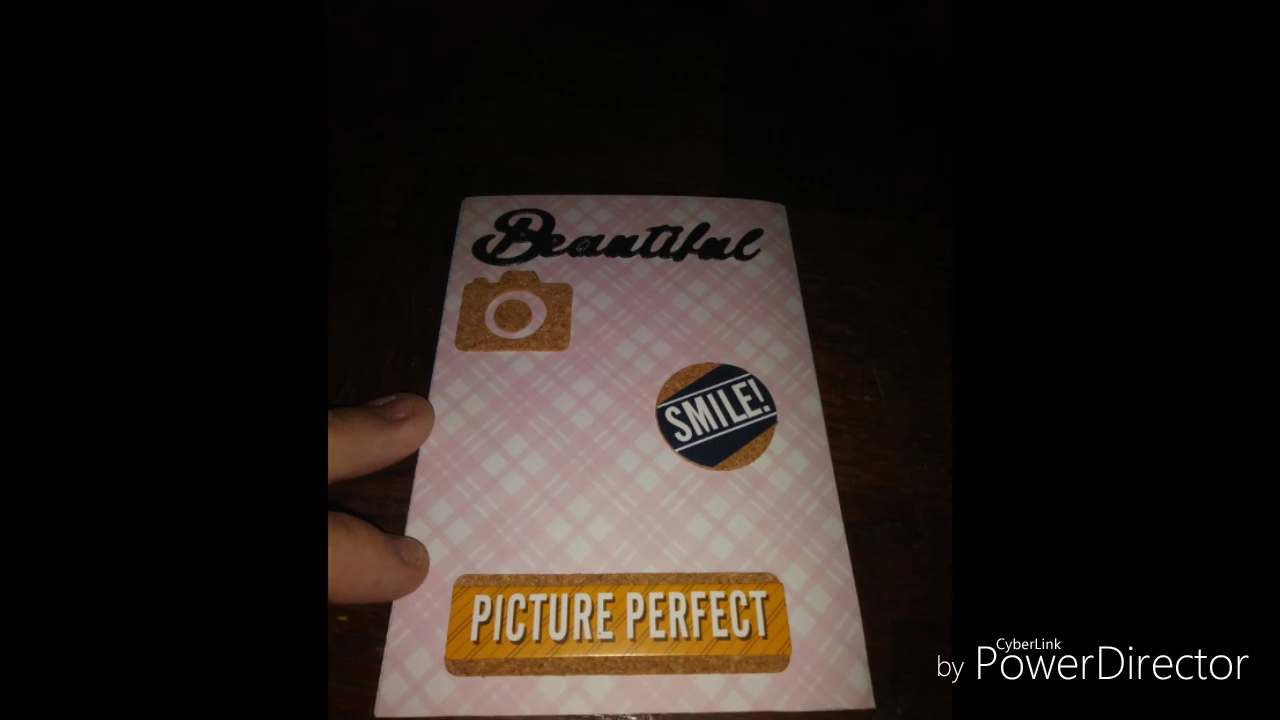 Beautiful
SMILE!
PICTURE PERFECT
CyberLink
by PowerDirector